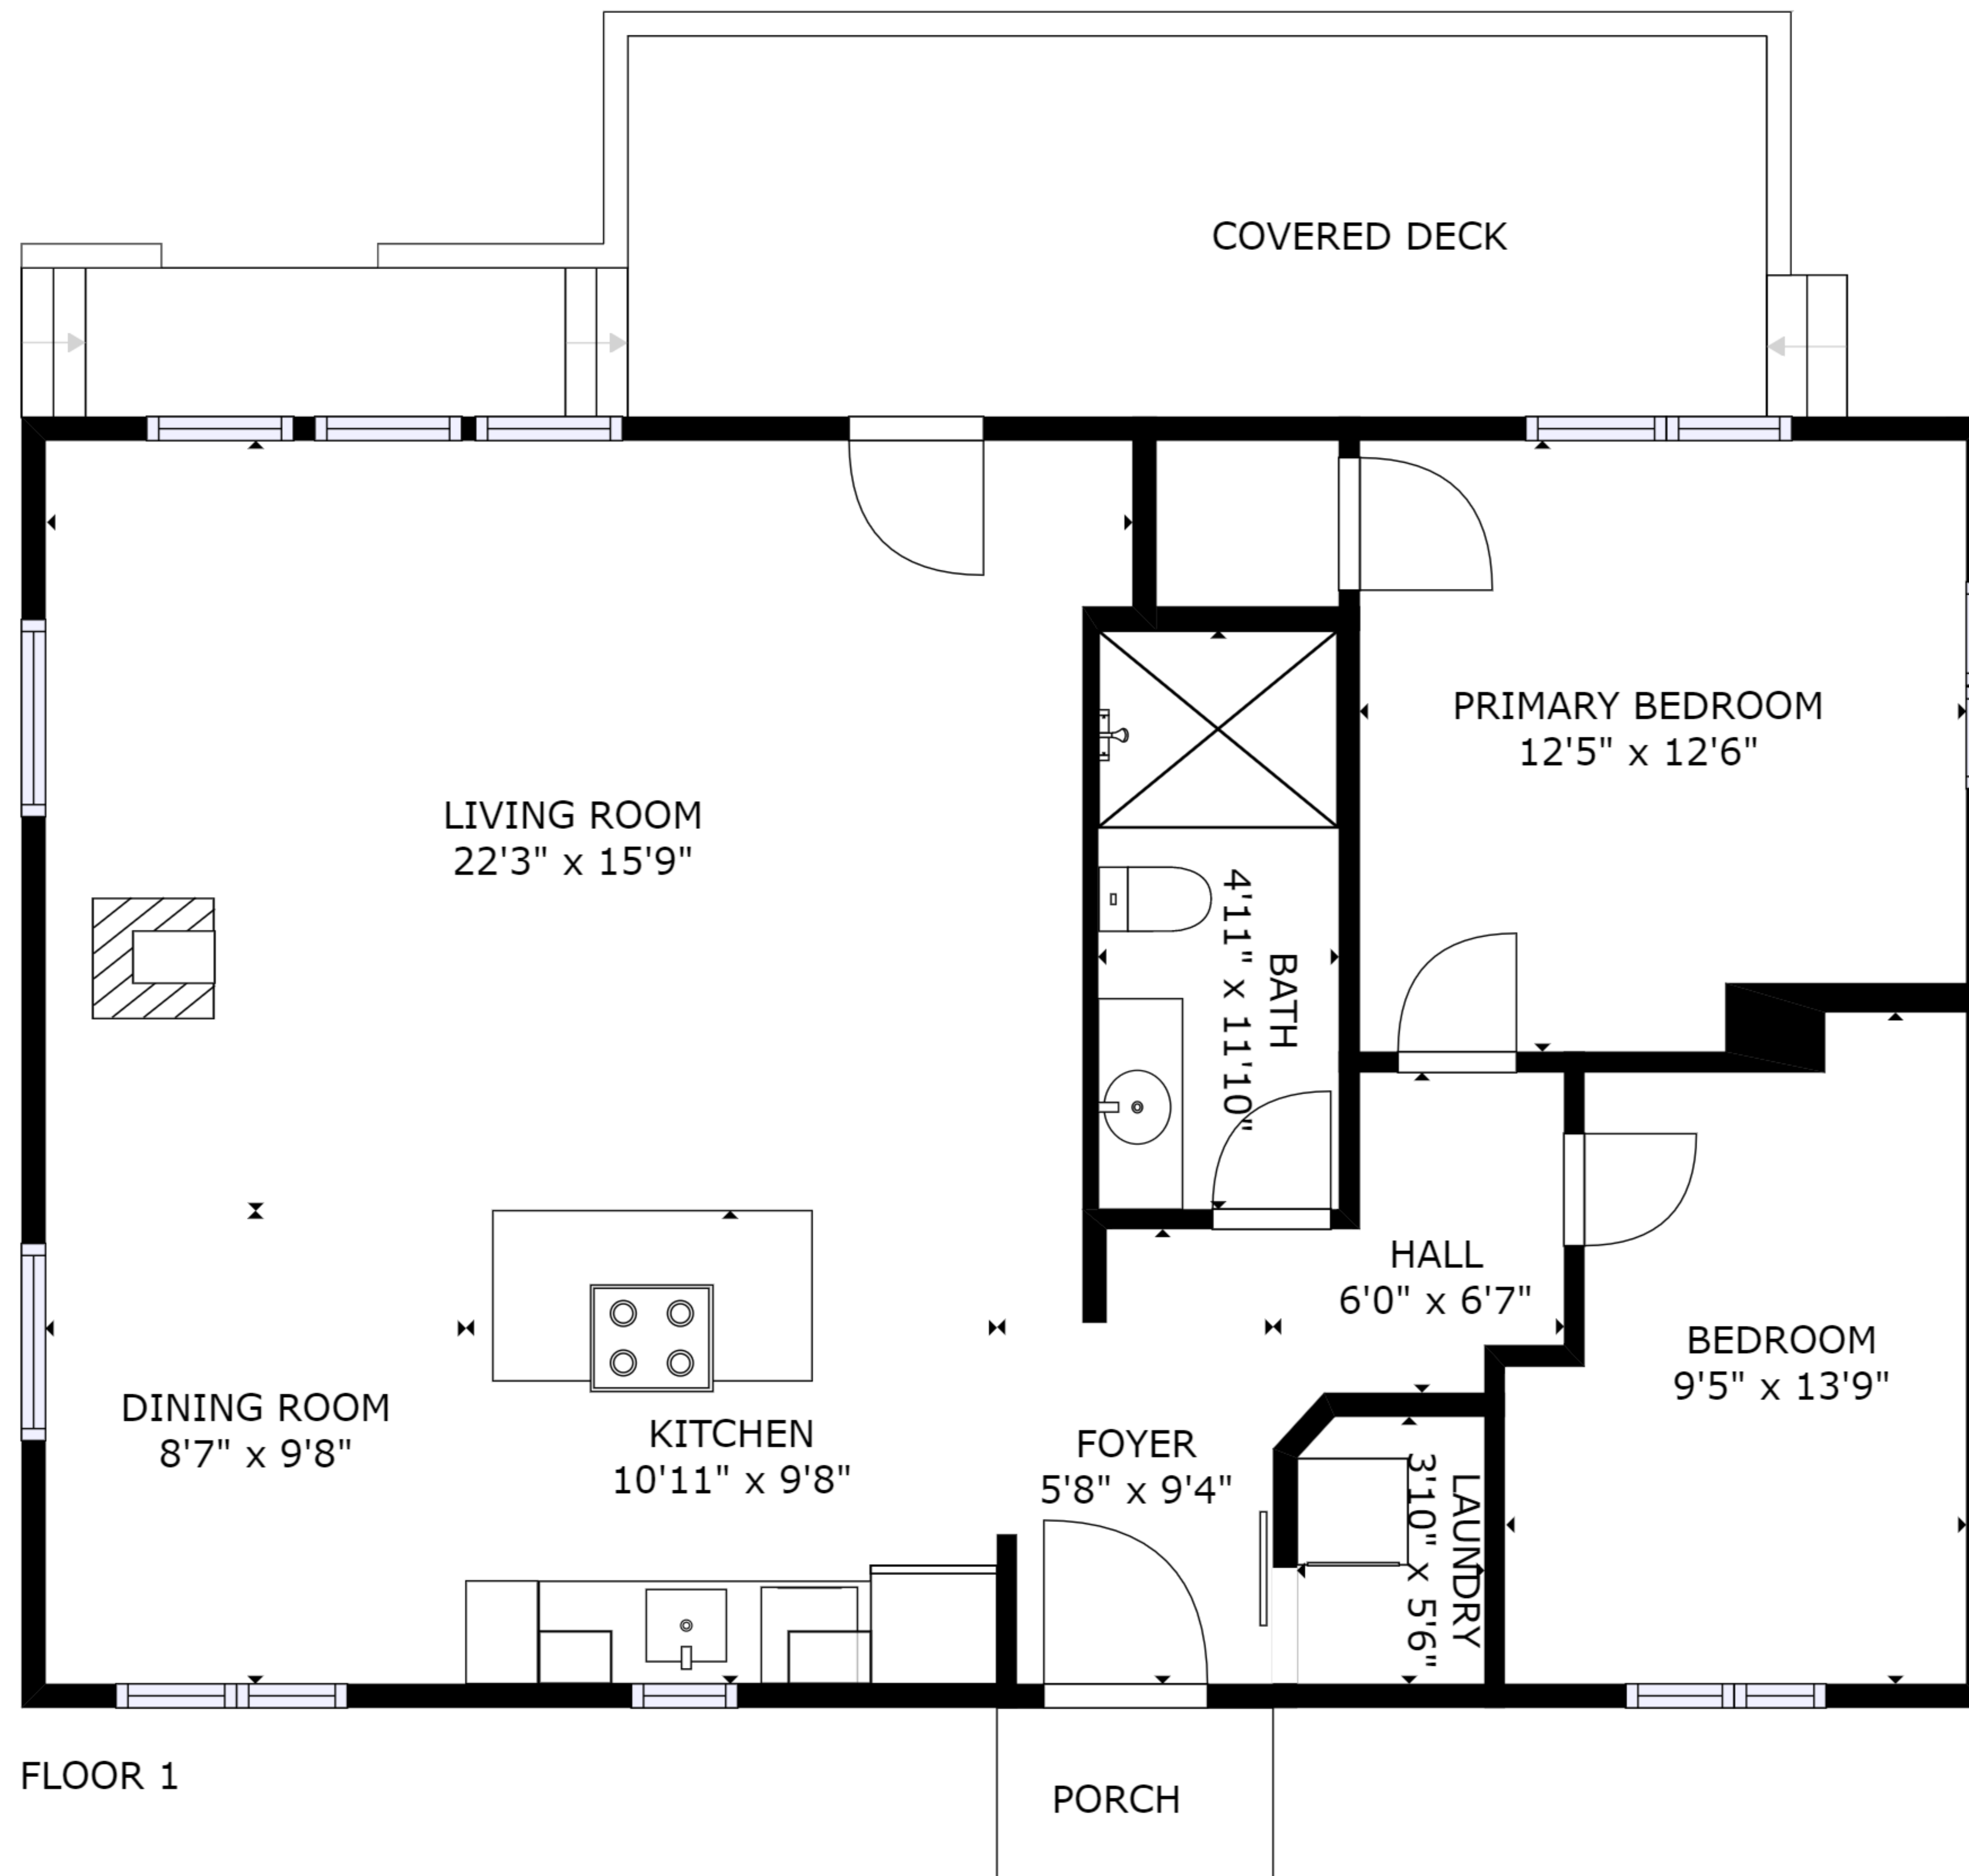 COVERED DECK
PRIMARY BEDROOM
12'5" x 12'6"
LIVING ROOM
22'3" x 15'9"
BATH
4'11" x 11'10"
HALL
6'0" x 6'7"
BEDROOM
9'5" x 13'9"
DINING ROOM
8'7" x 9'8"
KITCHEN
10'11" x 9'8"
FOYER
5'8" x 9'4"
LAUNDRY
3'10" x 5'6"
FLOOR 1
PORCH